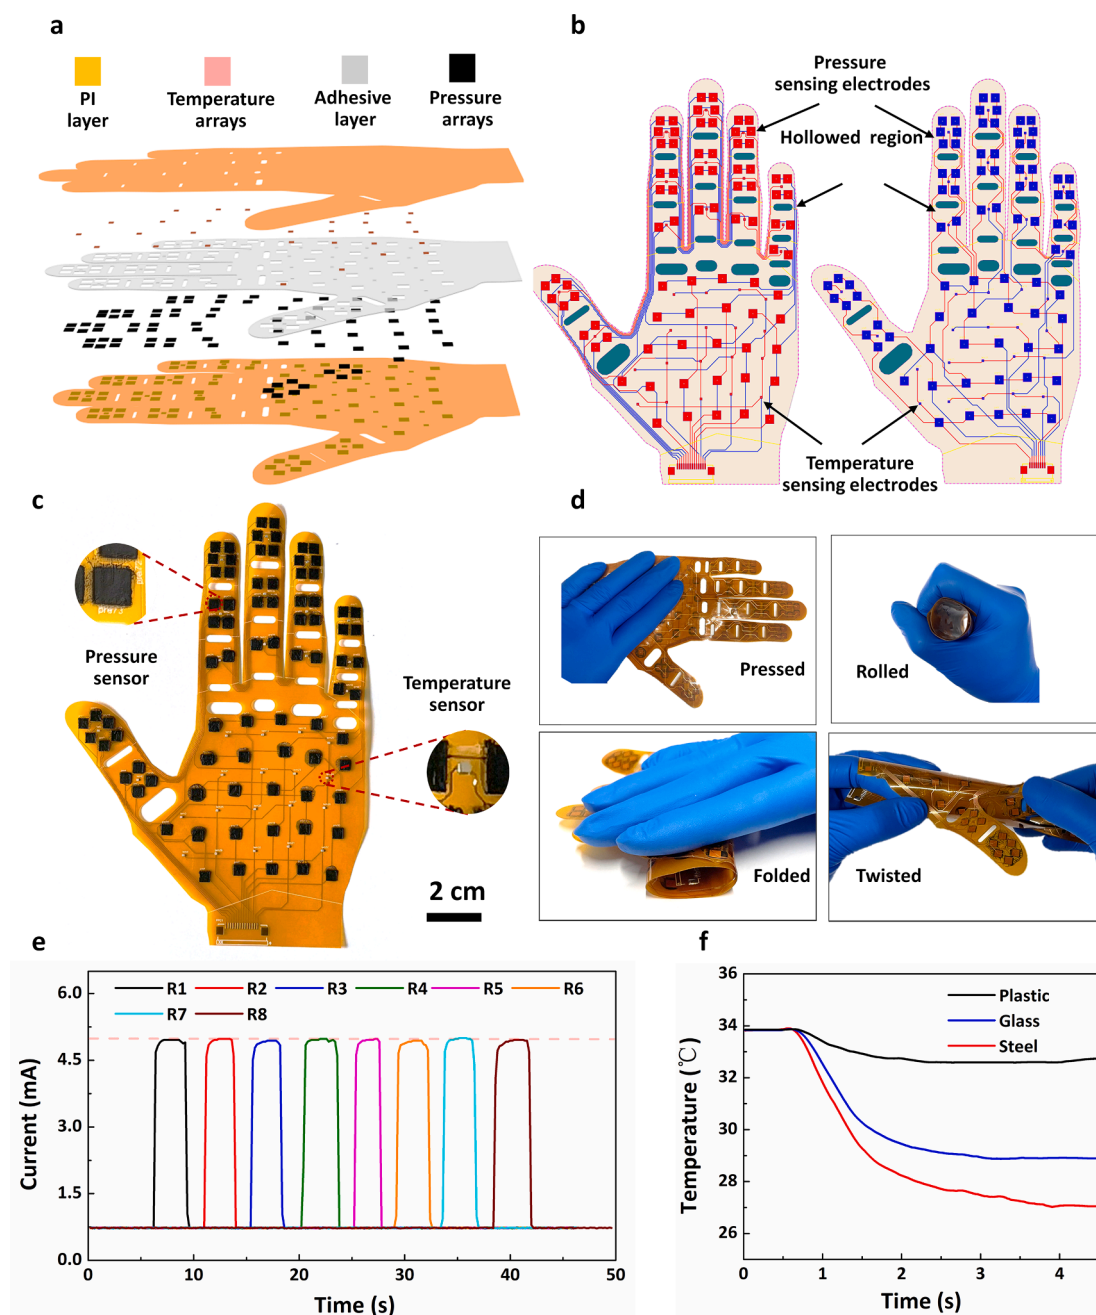 a
PI
layer
Temperature
arrays
Adhesive
layer
Pressure
arrays
b
Pressure
sensing electrodes
Hollowed region
Temperature
sensing electrodes
c
Pressure
sensor
Temperature
sensor
2 cm
d
Pressed
Rolled
Folded
Twisted
e
R1 R2 R3 R4 R5 R6
R7 R8
6.0
4.5
3.0
1.5
0.0
Current (mA)
0 10 20 30 40 50
Time (s)
f
Plastic
Glass
Steel
36
34
32
30
28
26
Temperature (℃)
0 1 2 3 4
Time (s)